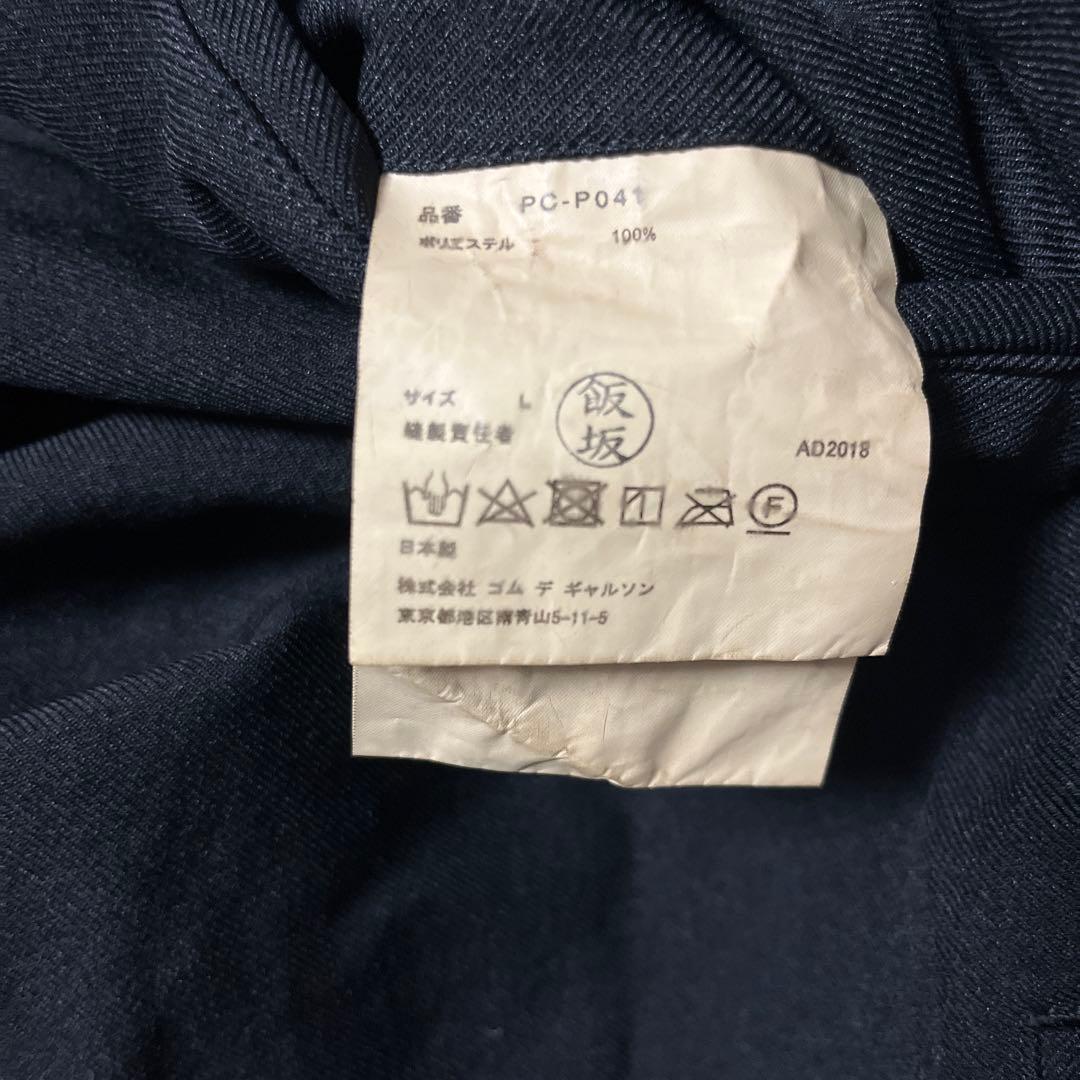 品番 PC-P041
ポリエステル 100%
サイズ L
縫製責任者
飯坂
AD2018
F
日本製
株式会社 コム デ ギャルソン
東京都港区南青山5-11-5